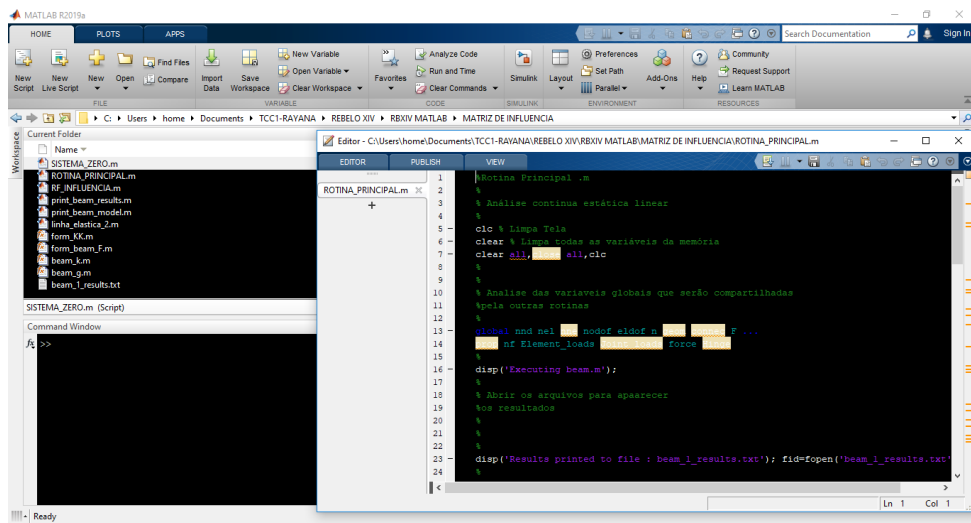 MATLAB R2019a
HOME PLOTS APPS
Search Documentation
Sign In
New Script
New Live Script
New
Open
Find Files
Compare
Import Data
Save Workspace
New Variable
Open Variable
Clear Workspace
Favorites
Analyze Code
Run and Time
Clear Commands
Simulink
Layout
Preferences
Set Path
Parallel
Add-Ons
Help
Community
Request Support
Learn MATLAB
FILE VARIABLE CODE SIMULINK ENVIRONMENT RESOURCES
C: Users home Documents TCC1-RAYANA REBELO XIV RBXIV MATLAB MATRIZ DE INFLUENCIA
Workspace
Current Folder
Name
SISTEMA_ZERO.m
ROTINA_PRINCIPAL.m
RF_INFLUENCIA.m
print_beam_results.m
print_beam_model.m
linha_elastica_2.m
form_KK.m
form_beam_F.m
beam_k.m
beam_g.m
beam_1_results.txt
SISTEMA_ZERO.m (Script)
Command Window
fx >>
Ready
Editor - C:\Users\home\Documents\TCC1-RAYANA\REBELO XIV\RBXIV MATLAB\MATRIZ DE INFLUENCIA\ROTINA_PRINCIPAL.m
EDITOR PUBLISH VIEW
ROTINA_PRINCIPAL.m
+
1 %Rotina Principal .m
2 %
3 % Análise continua estática linear
4 %
5 clc % Limpa Tela
6 clear % Limpa todas as variáveis da memória
7 clear all,close all,clc
8 %
9 %
10 % Analise das variaveis globais que serão compartilhadas
11 %pela outras rotinas
12 %
13 global nnd nel nne nodof eldof n geom connec F ...
14 prop nf Element_loads Joint_loads force Hinge
15 %
16 disp('Executing beam.m');
17 %
18 % Abrir os arquivos para apaarecer
19 %os resultados
20 %
21 %
22 %
23 disp('Results printed to file : beam_1_results.txt'); fid=fopen('beam_1_results.txt'
24 %
Ln 1 Col 1